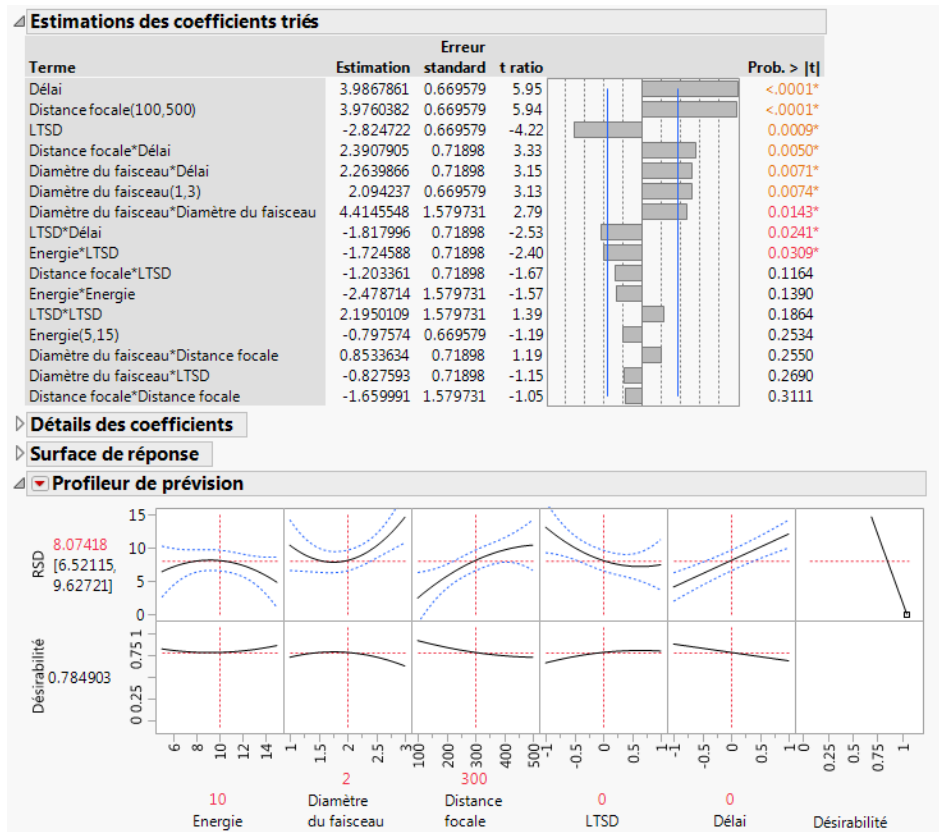 Estimations des coefficients triés
Erreur
Terme Estimation standard t ratio Prob. > |t|
Délai 3.9867861 0.669579 5.95 <.0001*
Distance focale(100,500) 3.9760382 0.669579 5.94 <.0001*
LTSD -2.824722 0.669579 -4.22 0.0009*
Distance focale*Délai 2.3907905 0.71898 3.33 0.0050*
Diamètre du faisceau*Délai 2.2639866 0.71898 3.15 0.0071*
Diamètre du faisceau(1,3) 2.094237 0.669579 3.13 0.0074*
Diamètre du faisceau*Diamètre du faisceau 4.4145548 1.579731 2.79 0.0143*
LTSD*Délai -1.817996 0.71898 -2.53 0.0241*
Energie*LTSD -1.724588 0.71898 -2.40 0.0309*
Distance focale*LTSD -1.203361 0.71898 -1.67 0.1164
Energie*Energie -2.478714 1.579731 -1.57 0.1390
LTSD*LTSD 2.1950109 1.579731 1.39 0.1864
Energie(5,15) -0.797574 0.669579 -1.19 0.2534
Diamètre du faisceau*Distance focale 0.8533634 0.71898 1.19 0.2550
Diamètre du faisceau*LTSD -0.827593 0.71898 -1.15 0.2690
Distance focale*Distance focale -1.659991 1.579731 -1.05 0.3111
Détails des coefficients
Surface de réponse
Profileur de prévision
RSD
8.07418
[6.52115,
9.62721]
15
10
5
0
Désirabilité
0.784903
0 0.25 0.75 1
6 8 10 12 14
1 1.5 2 2.5 3
100 200 300 400 500
-1 -0.5 0 0.5 1
-1 -0.5 0 0.5 1
0 0.25 0.5 0.75 1
10
Energie
2
Diamètre
du faisceau
300
Distance
focale
0
LTSD
0
Délai
Désirabilité